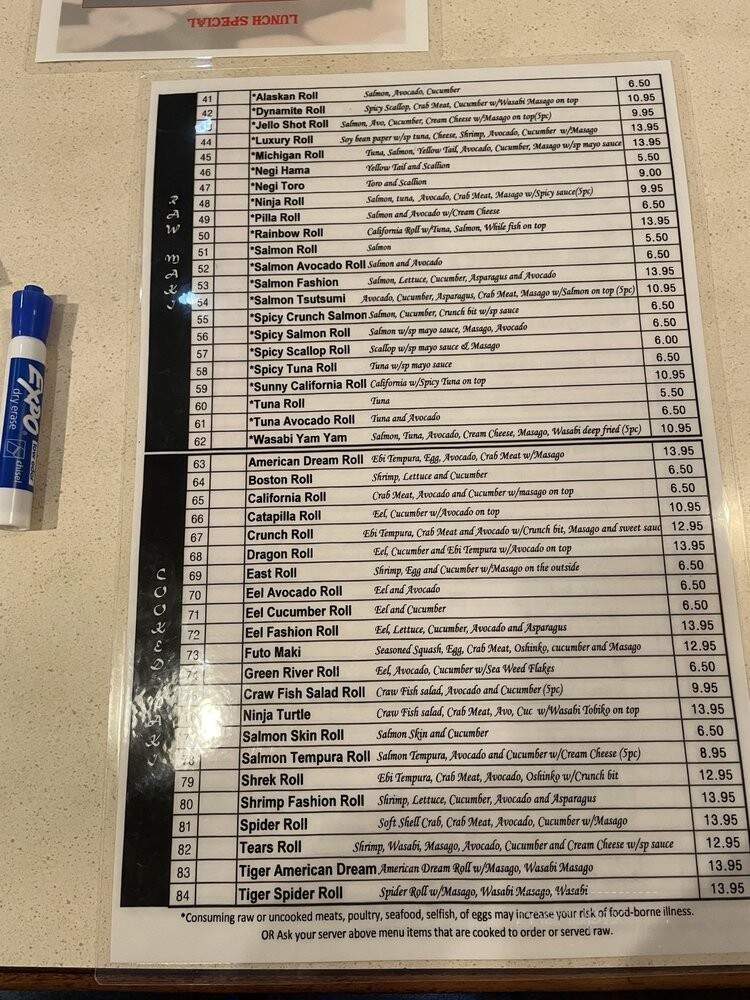 LUNCH SPECIAL
RAW MAKI
41 *Alaskan Roll Salmon, Avocado, Cucumber 6.50
42 *Dynamite Roll Spicy Scallop, Crab Meat, Cucumber w/Wasabi Masago on top 10.95
*Jello Shot Roll Salmon, Avo, Cucumber, Cream Cheese w/Masago on top(5pc) 9.95
44 *Luxury Roll Soy bean paper w/sp tuna, Cheese, Shrimp, Avocado, Cucumber w/Masago 13.95
45 *Michigan Roll Tuna, Salmon, Yellow Tail, Avocado, Cucumber, Masago w/sp mayo sauce 13.95
46 *Negi Hama Yellow Tail and Scallion 5.50
47 *Negi Toro Toro and Scallion 9.00
48 *Ninja Roll Salmon, tuna, Avocado, Crab Meat, Masago w/Spicy sauce(5pc) 9.95
49 *Pilla Roll Salmon and Avocado w/Cream Cheese 6.50
50 *Rainbow Roll California Roll w/Tuna, Salmon, While fish on top 13.95
51 *Salmon Roll Salmon 5.50
52 *Salmon Avocado Roll Salmon and Avocado 6.50
53 *Salmon Fashion Salmon, Lettuce, Cucumber, Asparagus and Avocado 13.95
54 *Salmon Tsutsumi Avocado, Cucumber, Asparagus, Crab Meat, Masago w/Salmon on top (5pc) 10.95
55 *Spicy Crunch Salmon Salmon, Cucumber, Crunch bit w/sp sauce 6.50
56 *Spicy Salmon Roll Salmon w/sp mayo sauce, Masago, Avocado 6.50
57 *Spicy Scallop Roll Scallop w/sp mayo sauce & Masago 6.00
58 *Spicy Tuna Roll Tuna w/sp mayo sauce 6.50
59 *Sunny California Roll California w/Spicy Tuna on top 10.95
60 *Tuna Roll Tuna 5.50
61 *Tuna Avocado Roll Tuna and Avocado 6.50
62 *Wasabi Yam Yam Salmon, Tuna, Avocado, Cream Cheese, Masago, Wasabi deep fried (5pc) 10.95
COOKED MAKI
63 American Dream Roll Ebi Tempura, Egg, Avocado, Crab Meat w/Masago 13.95
64 Boston Roll Shrimp, Lettuce and Cucumber 6.50
65 California Roll Crab Meat, Avocado and Cucumber w/masago on top 6.50
66 Catapilla Roll Eel, Cucumber w/Avocado on top 10.95
67 Crunch Roll Ebi Tempura, Crab Meat and Avocado w/Crunch bit, Masago and sweet sauc 12.95
68 Dragon Roll Eel, Cucumber and Ebi Tempura w/Avocado on top 13.95
69 East Roll Shrimp, Egg and Cucumber w/Masago on the outside 6.50
70 Eel Avocado Roll Eel and Avocado 6.50
71 Eel Cucumber Roll Eel and Cucumber 6.50
72 Eel Fashion Roll Eel, Lettuce, Cucumber, Avocado and Asparagus 13.95
73 Futo Maki Seasoned Squash, Egg, Crab Meat, Oshinko, cucumber and Masago 12.95
74 Green River Roll Eel, Avocado, Cucumber w/Sea Weed Flakes 6.50
Craw Fish Salad Roll Craw Fish salad, Avocado and Cucumber (5pc) 9.95
Ninja Turtle Craw Fish salad, Crab Meat, Avo, Cuc w/Wasabi Tobiko on top 13.95
Salmon Skin Roll Salmon Skin and Cucumber 6.50
78 Salmon Tempura Roll Salmon Tempura, Avocado and Cucumber w/Cream Cheese (5pc) 8.95
79 Shrek Roll Ebi Tempura, Crab Meat, Avocado, Oshinko w/Crunch bit 12.95
80 Shrimp Fashion Roll Shrimp, Lettuce, Cucumber, Avocado and Asparagus 13.95
81 Spider Roll Soft Shell Crab, Crab Meat, Avocado, Cucumber w/Masago 13.95
82 Tears Roll Shrimp, Wasabi, Masago, Avocado, Cucumber and Cream Cheese w/sp sauce 12.95
83 Tiger American Dream American Dream Roll w/Masago, Wasabi Masago 13.95
84 Tiger Spider Roll Spider Roll w/Masago, Wasabi Masago, Wasabi 13.95
*Consuming raw or uncooked meats, poultry, seafood, selfish, of eggs may increase your risk of food-borne illness.
OR Ask your server above menu items that are cooked to order or served raw.
EXPO
dry erase
chisel